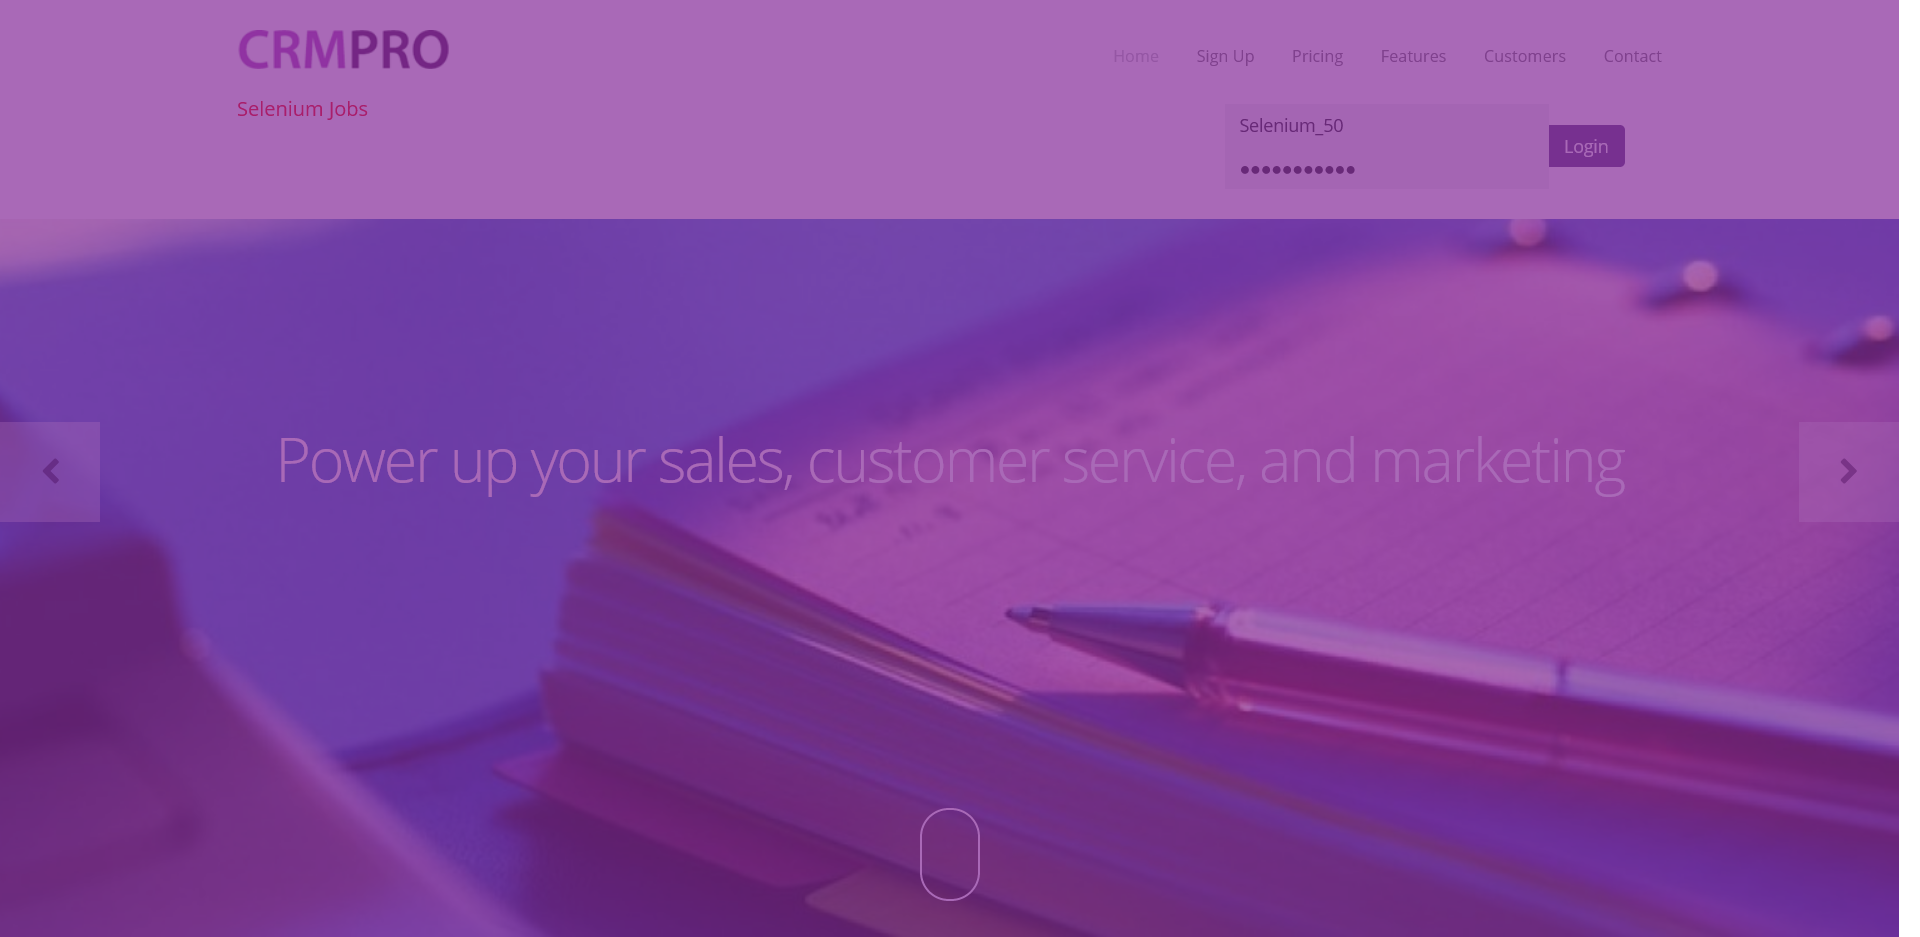 CRMPRO
Home Sign Up Pricing Features Customers Contact
Selenium Jobs
Selenium_50
●●●●●●●●●●●
Login
Power up your sales, customer service, and marketing